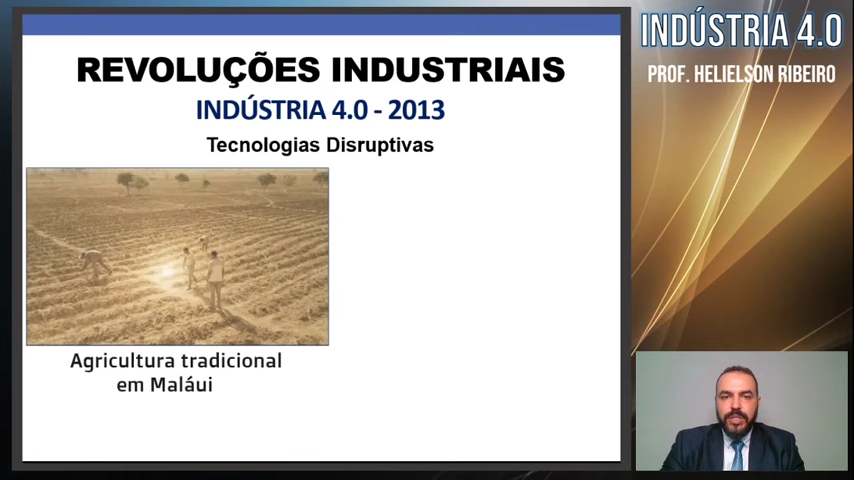 REVOLUÇÕES INDUSTRIAIS
INDÚSTRIA 4.0 - 2013
Tecnologias Disruptivas
Agricultura tradicional
em Maláui
INDÚSTRIA 4.0
PROF. HELIELSON RIBEIRO